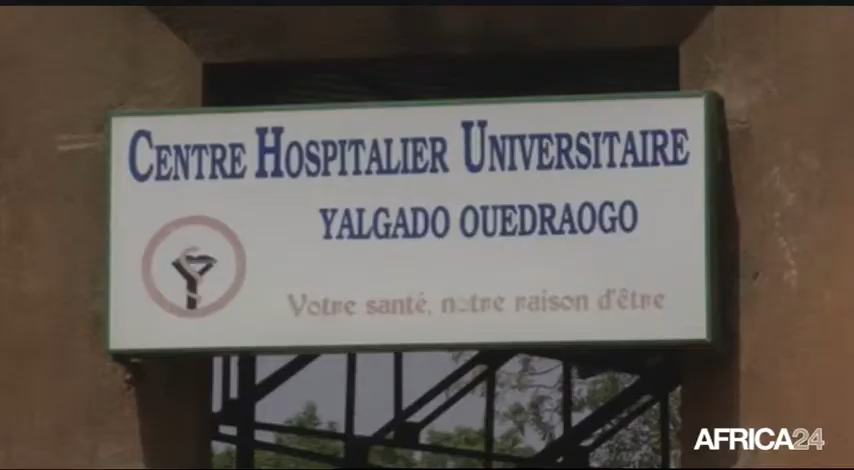 CENTRE HOSPITALIER UNIVERSITAIRE
YALGADO OUEDRAOGO
Votre santé, notre raison d'être
AFRICA24